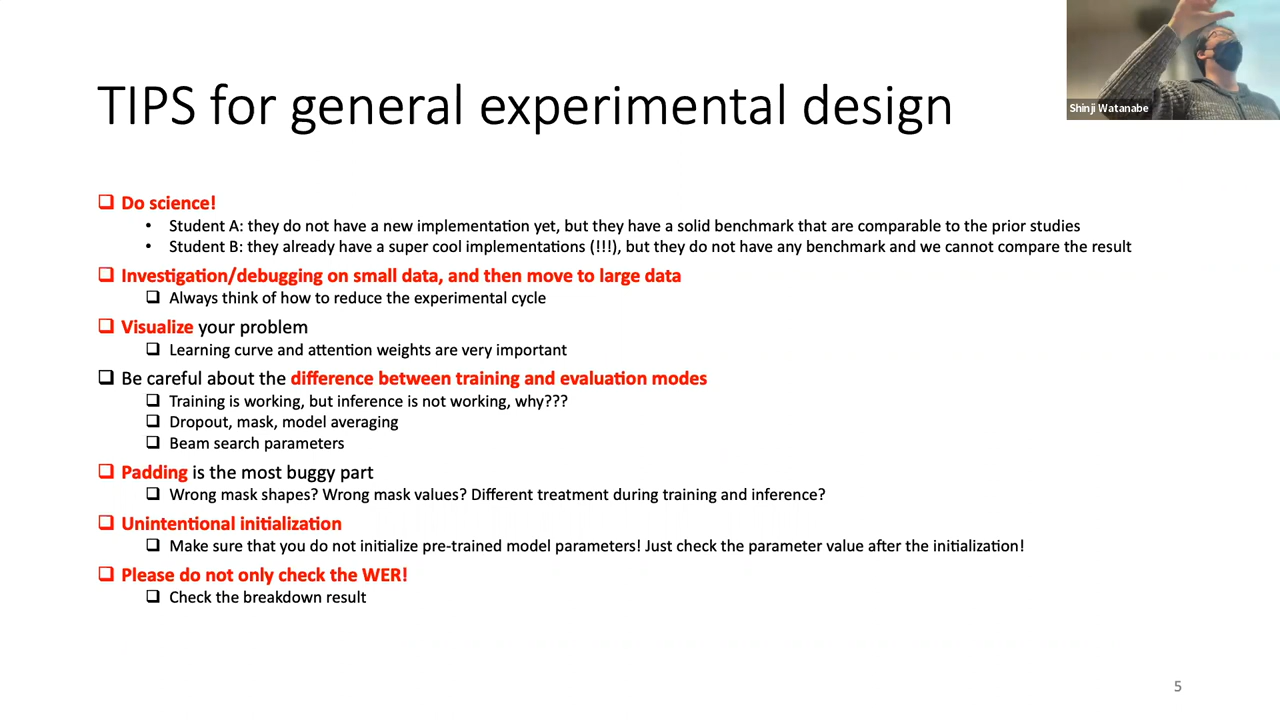 Shinji Watanabe
TIPS for general experimental design
❑ Do science!
• Student A: they do not have a new implementation yet, but they have a solid benchmark that are comparable to the prior studies
• Student B: they already have a super cool implementations (!!!), but they do not have any benchmark and we cannot compare the result
❑ Investigation/debugging on small data, and then move to large data
❑ Always think of how to reduce the experimental cycle
❑ Visualize your problem
❑ Learning curve and attention weights are very important
❑ Be careful about the difference between training and evaluation modes
❑ Training is working, but inference is not working, why???
❑ Dropout, mask, model averaging
❑ Beam search parameters
❑ Padding is the most buggy part
❑ Wrong mask shapes? Wrong mask values? Different treatment during training and inference?
❑ Unintentional initialization
❑ Make sure that you do not initialize pre-trained model parameters! Just check the parameter value after the initialization!
❑ Please do not only check the WER!
❑ Check the breakdown result
5